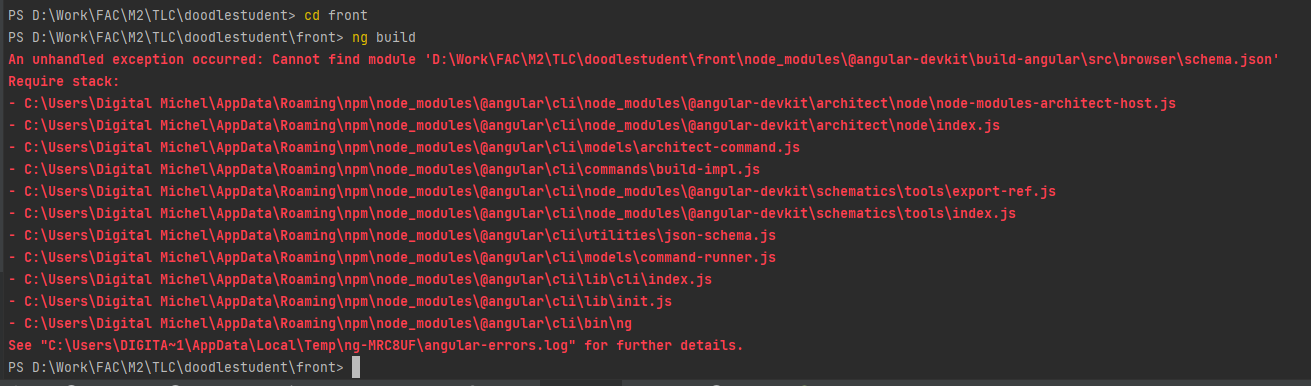 PS D:\Work\FAC\M2\TLC\doodlestudent> cd front
PS D:\Work\FAC\M2\TLC\doodlestudent\front> ng build
An unhandled exception occurred: Cannot find module 'D:\Work\FAC\M2\TLC\doodlestudent\front\node_modules\@angular-devkit\build-angular\src\browser\schema.json'
Require stack:
- C:\Users\Digital Michel\AppData\Roaming\npm\node_modules\@angular\cli\node_modules\@angular-devkit\architect\node\node-modules-architect-host.js
- C:\Users\Digital Michel\AppData\Roaming\npm\node_modules\@angular\cli\node_modules\@angular-devkit\architect\node\index.js
- C:\Users\Digital Michel\AppData\Roaming\npm\node_modules\@angular\cli\models\architect-command.js
- C:\Users\Digital Michel\AppData\Roaming\npm\node_modules\@angular\cli\commands\build-impl.js
- C:\Users\Digital Michel\AppData\Roaming\npm\node_modules\@angular\cli\node_modules\@angular-devkit\schematics\tools\export-ref.js
- C:\Users\Digital Michel\AppData\Roaming\npm\node_modules\@angular\cli\node_modules\@angular-devkit\schematics\tools\index.js
- C:\Users\Digital Michel\AppData\Roaming\npm\node_modules\@angular\cli\utilities\json-schema.js
- C:\Users\Digital Michel\AppData\Roaming\npm\node_modules\@angular\cli\models\command-runner.js
- C:\Users\Digital Michel\AppData\Roaming\npm\node_modules\@angular\cli\lib\cli\index.js
- C:\Users\Digital Michel\AppData\Roaming\npm\node_modules\@angular\cli\lib\init.js
- C:\Users\Digital Michel\AppData\Roaming\npm\node_modules\@angular\cli\bin\ng
See "C:\Users\DIGITA~1\AppData\Local\Temp\ng-MRC8UF\angular-errors.log" for further details.
PS D:\Work\FAC\M2\TLC\doodlestudent\front>